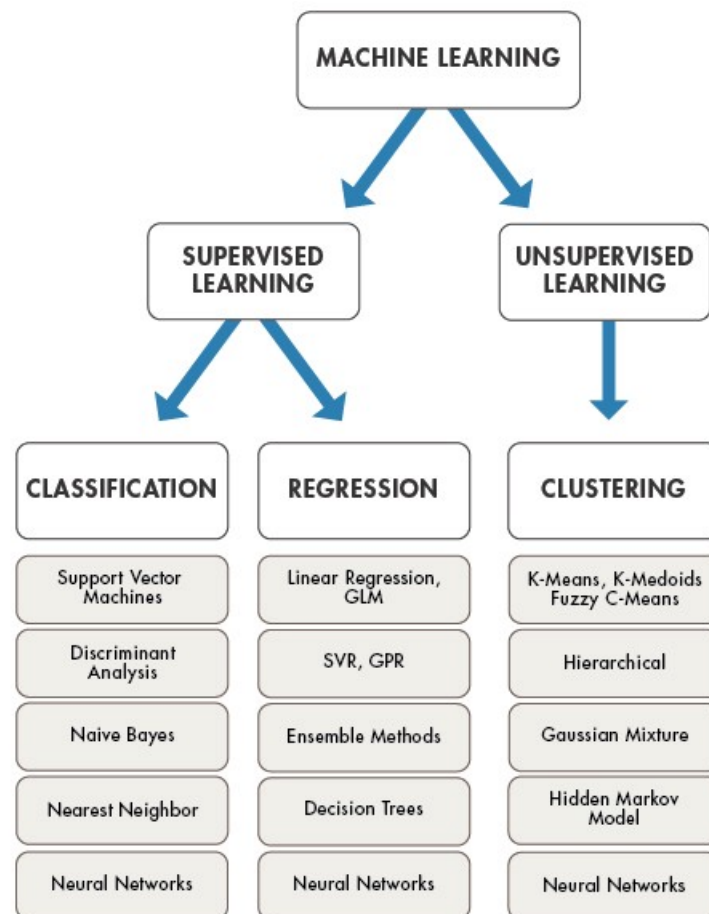 MACHINE LEARNING
SUPERVISED
LEARNING
UNSUPERVISED
LEARNING
CLASSIFICATION
Support Vector
Machines
Discriminant
Analysis
Naive Bayes
Nearest Neighbor
Neural Networks
REGRESSION
Linear Regression,
GLM
SVR, GPR
Ensemble Methods
Decision Trees
Neural Networks
CLUSTERING
K-Means, K-Medoids
Fuzzy C-Means
Hierarchical
Gaussian Mixture
Hidden Markov
Model
Neural Networks